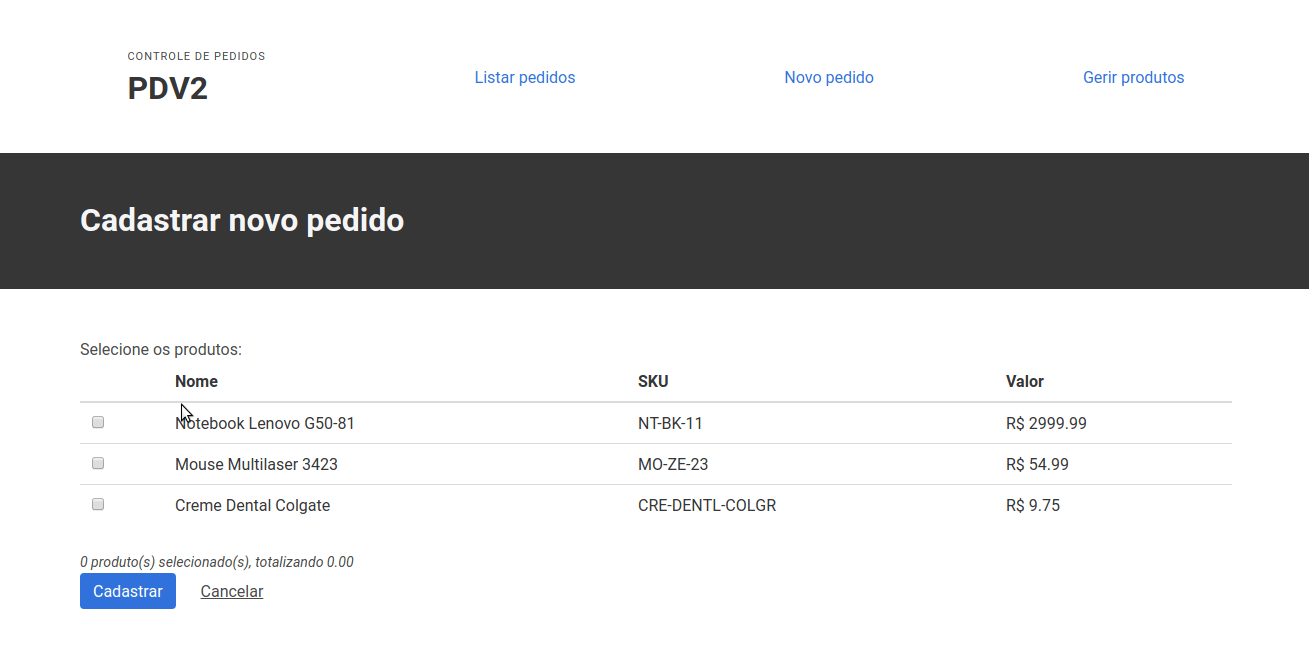 CONTROLE DE PEDIDOS
PDV2
Listar pedidos Novo pedido Gerir produtos
Cadastrar novo pedido
Selecione os produtos:
Nome SKU Valor
Notebook Lenovo G50-81 NT-BK-11 R$ 2999.99
Mouse Multilaser 3423 MO-ZE-23 R$ 54.99
Creme Dental Colgate CRE-DENTL-COLGR R$ 9.75
0 produto(s) selecionado(s), totalizando 0.00
Cadastrar Cancelar